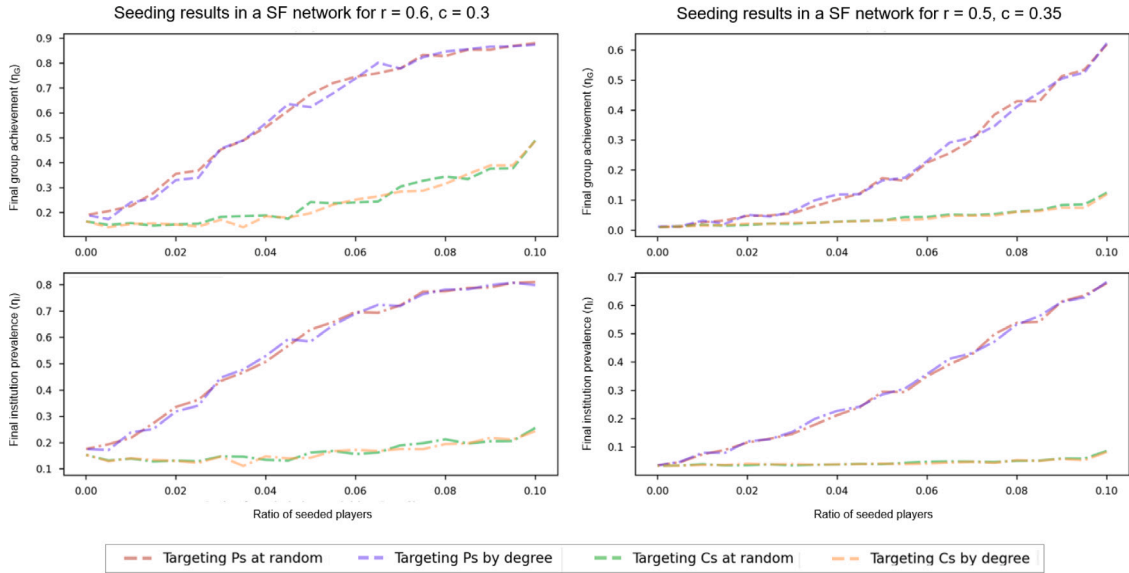 Seeding results in a SF network for r = 0.6, c = 0.3
Seeding results in a SF network for r = 0.5, c = 0.35
Final group achievement (ηG)
0.9
0.8
0.7
0.6
0.5
0.4
0.3
0.2
0.00 0.02 0.04 0.06 0.08 0.10
Final group achievement (ηG)
0.6
0.5
0.4
0.3
0.2
0.1
0.0
0.00 0.02 0.04 0.06 0.08 0.10
Final institution prevalence (ηI)
0.8
0.7
0.6
0.5
0.4
0.3
0.2
0.1
0.00 0.02 0.04 0.06 0.08 0.10
Ratio of seeded players
Final institution prevalence (ηI)
0.7
0.6
0.5
0.4
0.3
0.2
0.1
0.00 0.02 0.04 0.06 0.08 0.10
Ratio of seeded players
Targeting Ps at random
Targeting Ps by degree
Targeting Cs at random
Targeting Cs by degree